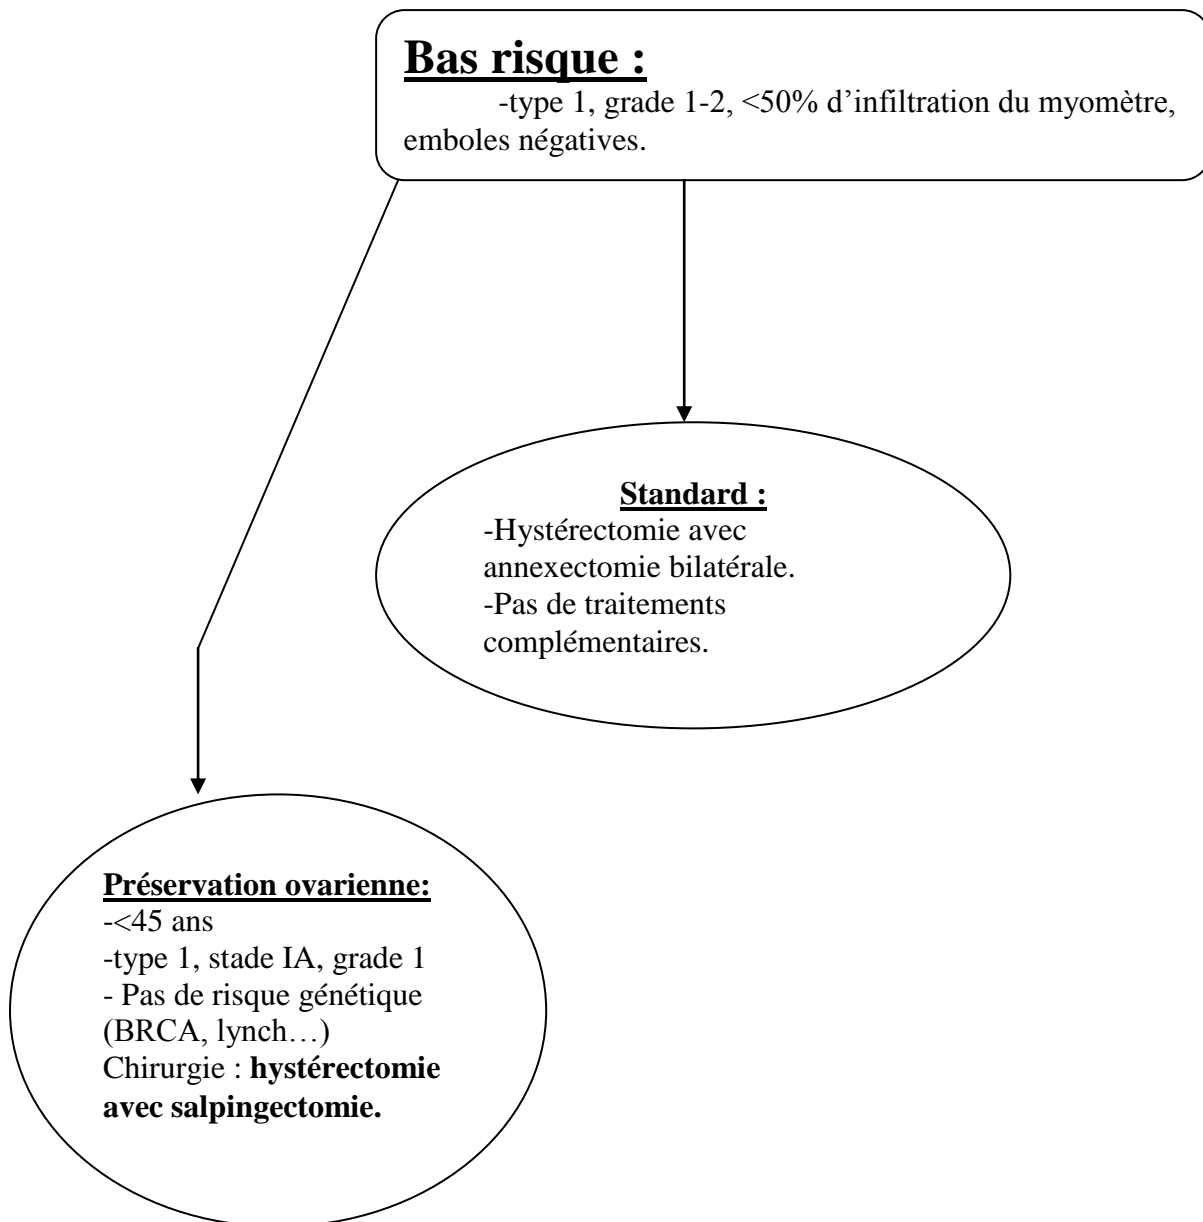 Bas risque :
-type 1, grade 1-2, <50% d’infiltration du myomètre,
emboles négatives.
Standard :
-Hystérectomie avec
annexectomie bilatérale.
-Pas de traitements
complémentaires.
Préservation ovarienne:
-<45 ans
-type 1, stade IA, grade 1
- Pas de risque génétique
(BRCA, lynch…)
Chirurgie : hystérectomie
avec salpingectomie.